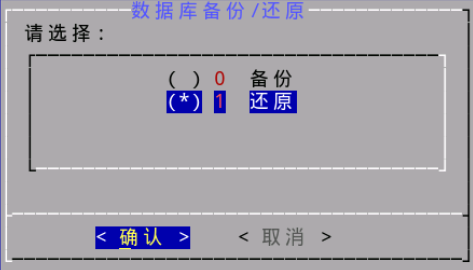 数据库备份/还原
请选择：
( ) 0 备份
(*) 1 还原
< 确认 > < 取消 >